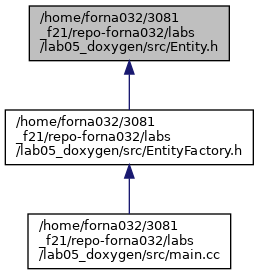 /home/forna032/3081
_f21/repo-forna032/labs
/lab05_doxygen/src/Entity.h
/home/forna032/3081
_f21/repo-forna032/labs
/lab05_doxygen/src/EntityFactory.h
/home/forna032/3081
_f21/repo-forna032/labs
/lab05_doxygen/src/main.cc